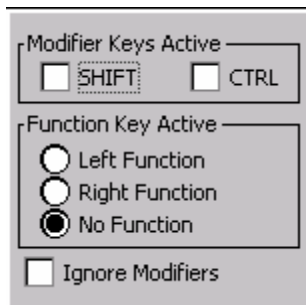 Modifier Keys Active
SHIFT CTRL
Function Key Active
Left Function
Right Function
No Function
Ignore Modifiers